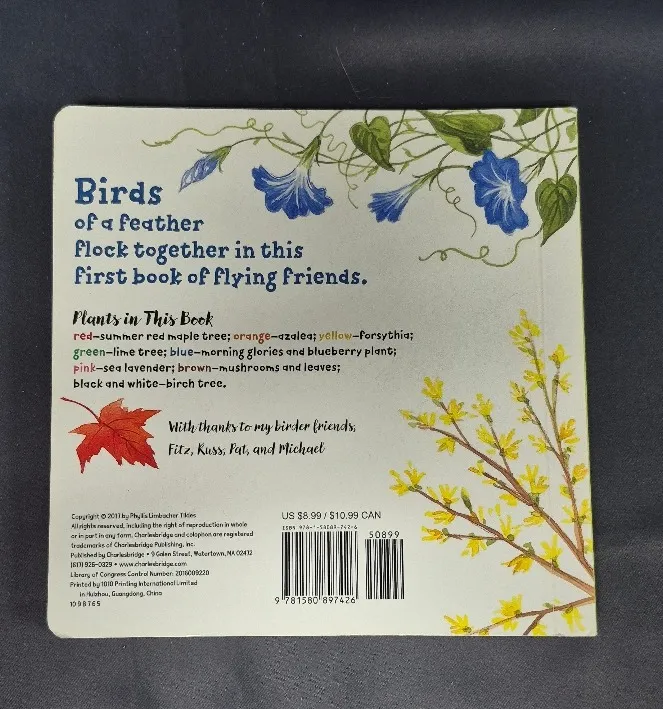 Birds
of a feather
flock together in this
first book of flying friends.
Plants in This Book
red–summer red maple tree; orange–azalea; yellow–forsythia;
green–lime tree; blue–morning glories and blueberry plant;
pink–sea lavender; brown–mushrooms and leaves;
black and white–birch tree.
With thanks to my birder friends,
Fitz, Russ, Pat, and Michael
Copyright © 2017 by Phyllis Limbacher Tildes
All rights reserved, including the right of reproduction in whole
or in part in any form. Charlesbridge and colophon are registered
trademarks of Charlesbridge Publishing, Inc.
Published by Charlesbridge • 9 Galen Street, Watertown, MA 02472
(617) 926-0329 • www.charlesbridge.com
Library of Congress Control Number: 2016009220
Printed by 1010 Printing International Limited
in Huizhou, Guangdong, China
10 9 8 7 6 5
US $8.99 / $10.99 CAN
ISBN 978-1-58089-742-6
50899
9 781580 897426